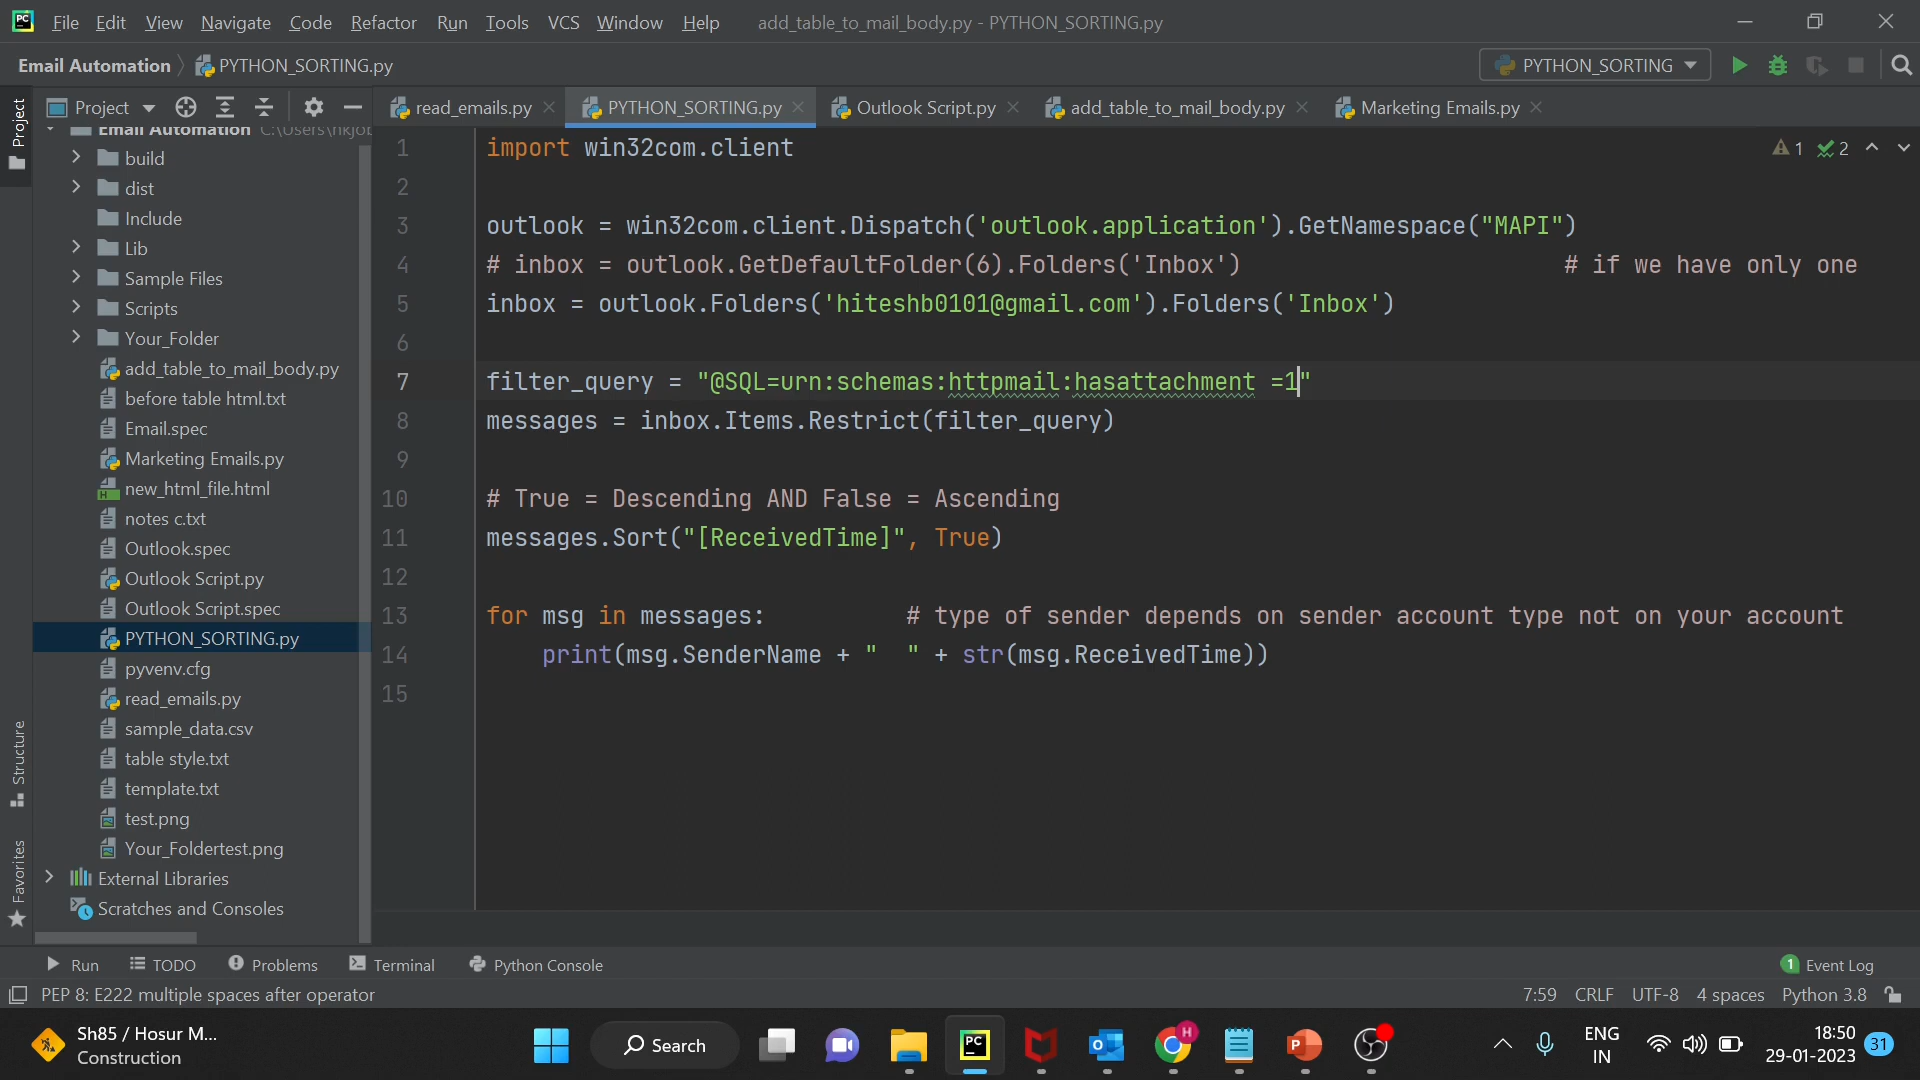 PC File Edit View Navigate Code Refactor Run Tools VCS Window Help add_table_to_mail_body.py - PYTHON_SORTING.py
Email Automation PYTHON_SORTING.py PYTHON_SORTING
Project Project read_emails.py PYTHON_SORTING.py Outlook Script.py add_table_to_mail_body.py Marketing Emails.py
Email Automation
build
dist
Include
Lib
Sample Files
Scripts
Your_Folder
add_table_to_mail_body.py
before table html.txt
Email.spec
Marketing Emails.py
new_html_file.html
notes c.txt
Outlook.spec
Outlook Script.py
Outlook Script.spec
PYTHON_SORTING.py
pyvenv.cfg
read_emails.py
sample_data.csv
table style.txt
template.txt
test.png
Your_Foldertest.png
External Libraries
Scratches and Consoles
Structure
Favorites
1 import win32com.client 1 2
2
3 outlook = win32com.client.Dispatch('outlook.application').GetNamespace("MAPI")
4 # inbox = outlook.GetDefaultFolder(6).Folders('Inbox') # if we have only one
5 inbox = outlook.Folders('hiteshb0101@gmail.com').Folders('Inbox')
6
7 filter_query = "@SQL=urn:schemas:httpmail:hasattachment =1"
8 messages = inbox.Items.Restrict(filter_query)
9
10 # True = Descending AND False = Ascending
11 messages.Sort("[ReceivedTime]", True)
12
13 for msg in messages: # type of sender depends on sender account type not on your account
14 print(msg.SenderName + "  " + str(msg.ReceivedTime))
15
Run TODO Problems Terminal Python Console 1 Event Log
PEP 8: E222 multiple spaces after operator 7:59 CRLF UTF-8 4 spaces Python 3.8
Sh85 / Hosur M...
Construction
Search
PC
H
ENG
IN
18:50
29-01-2023
31